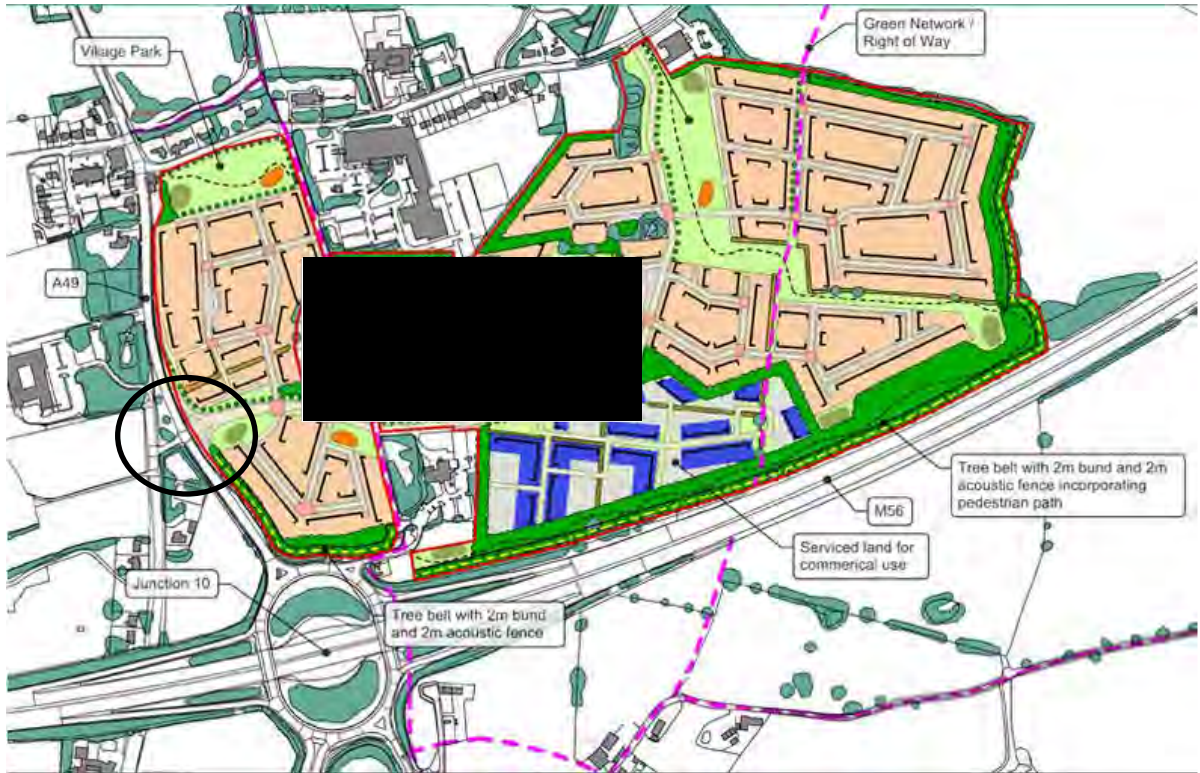 Village Park
Green Network /
Right of Way
A49
Tree belt with 2m bund and 2m
acoustic fence incorporating
pedestrian path
M56
Serviced land for
commerical use
Junction 10
Tree belt with 2m bund
and 2m acoustic fence